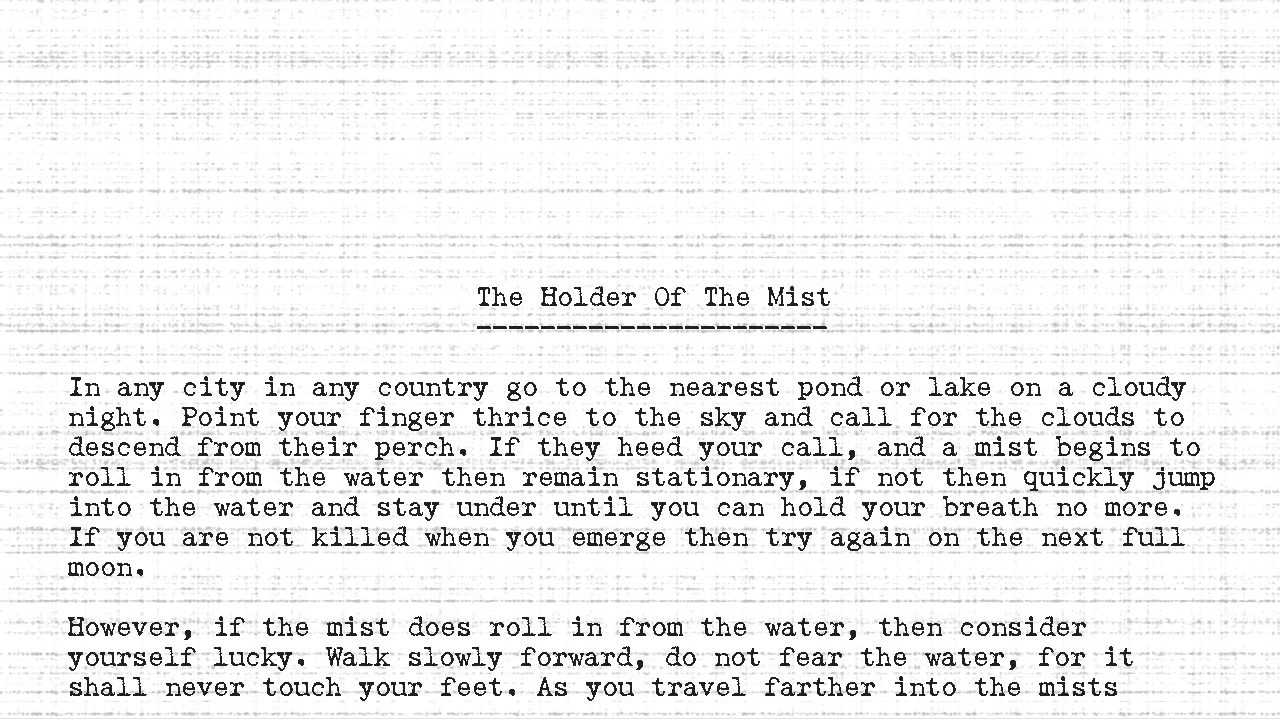 The Holder Of The Mist
----------------------
In any city in any country go to the nearest pond or lake on a cloudy
night. Point your finger thrice to the sky and call for the clouds to
descend from their perch. If they heed your call, and a mist begins to
roll in from the water then remain stationary, if not then quickly jump
into the water and stay under until you can hold your breath no more.
If you are not killed when you emerge then try again on the next full
moon.
However, if the mist does roll in from the water, then consider
yourself lucky. Walk slowly forward, do not fear the water, for it
shall never touch your feet. As you travel farther into the mists